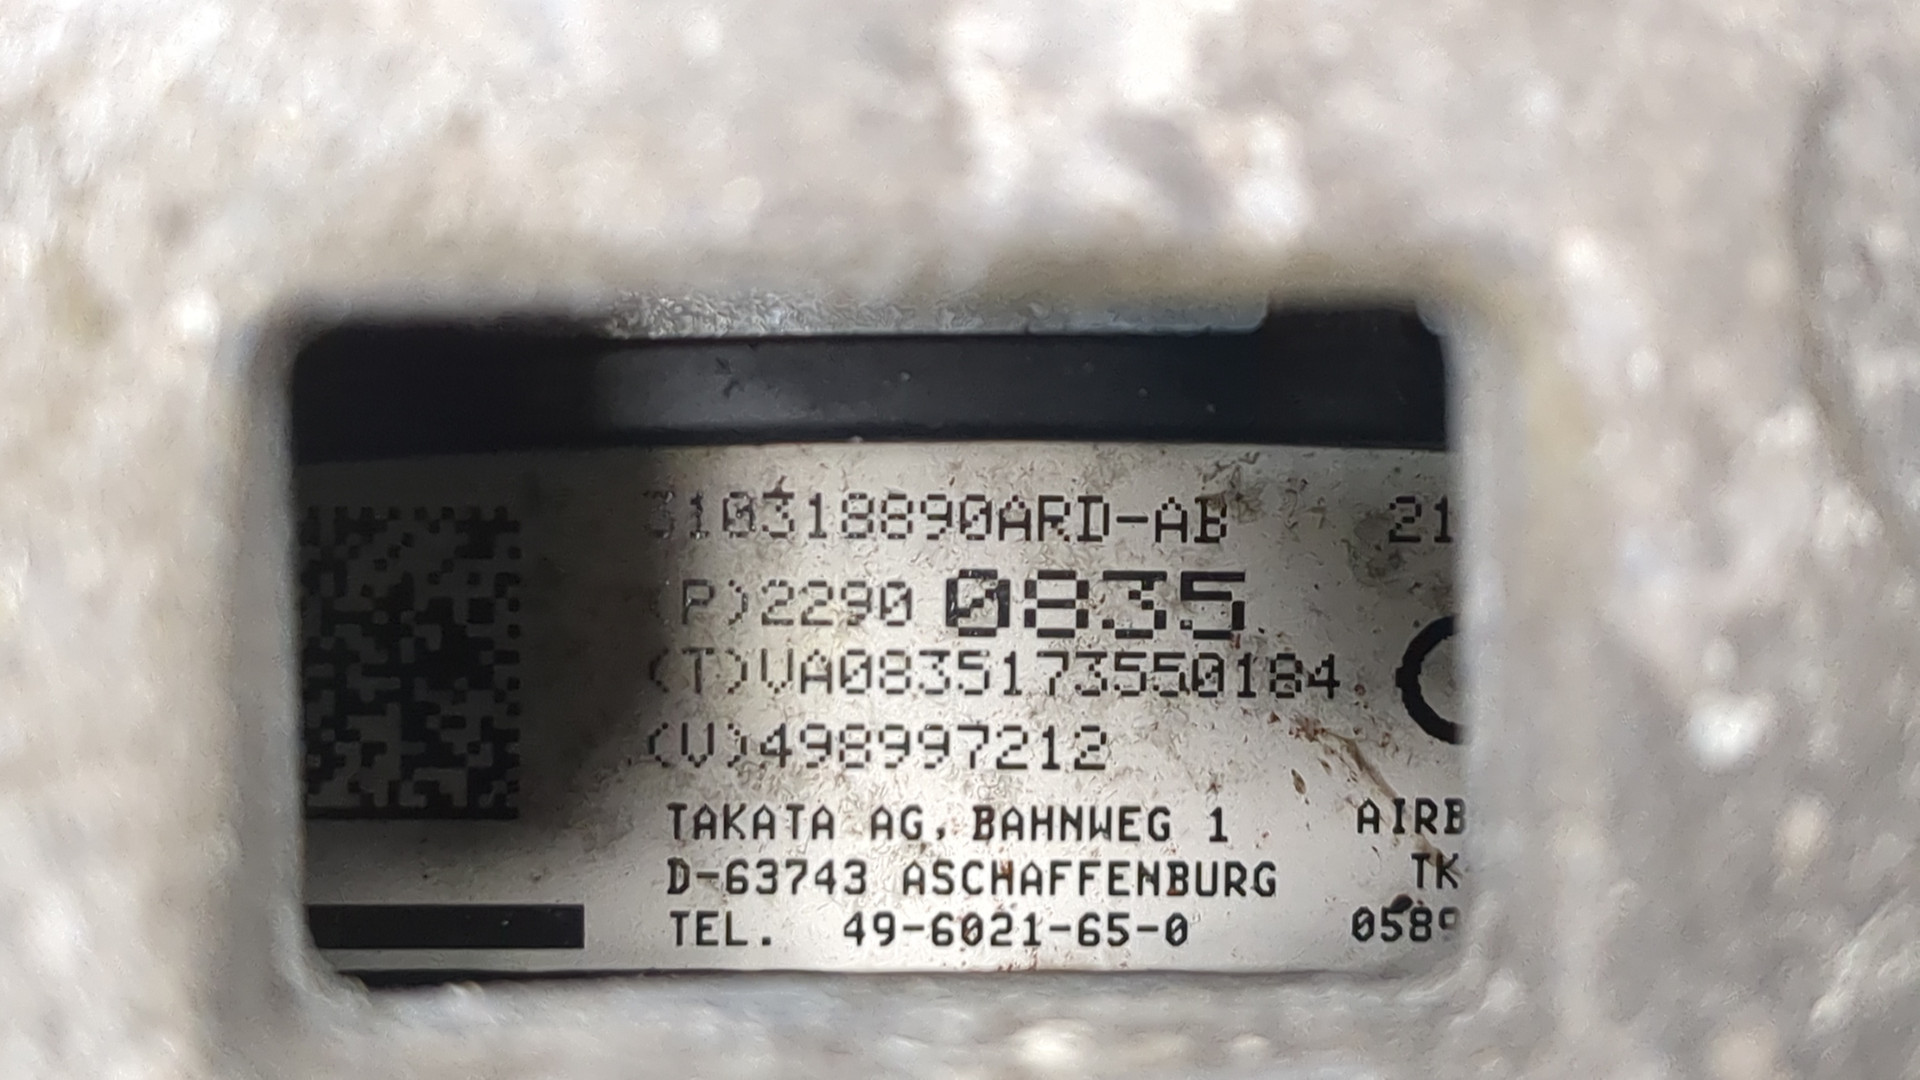 310318890ARD-AB 21
(P)2290 0835
(T)VA0835173550184
(V)498997212
TAKATA AG, BAHNWEG 1 AIRB
D-63743 ASCHAFFENBURG TK
TEL. 49-6021-65-0 0589